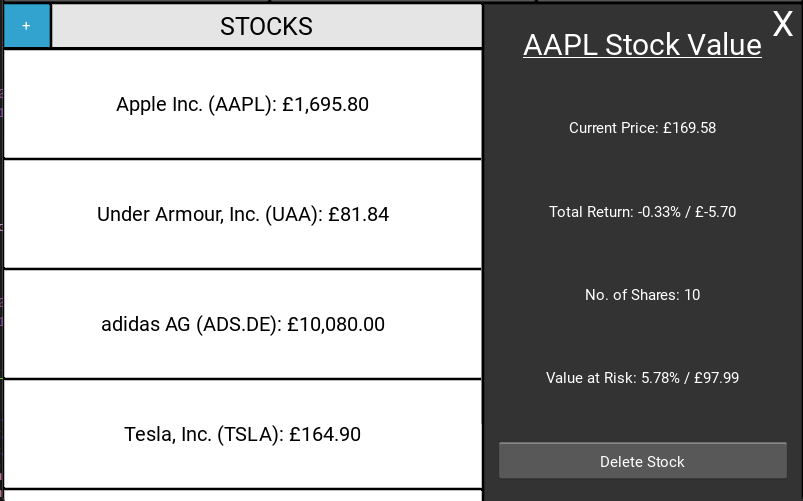 +
STOCKS
Apple Inc. (AAPL): £1,695.80
Under Armour, Inc. (UAA): £81.84
adidas AG (ADS.DE): £10,080.00
Tesla, Inc. (TSLA): £164.90
X
AAPL Stock Value
Current Price: £169.58
Total Return: -0.33% / £-5.70
No. of Shares: 10
Value at Risk: 5.78% / £97.99
Delete Stock